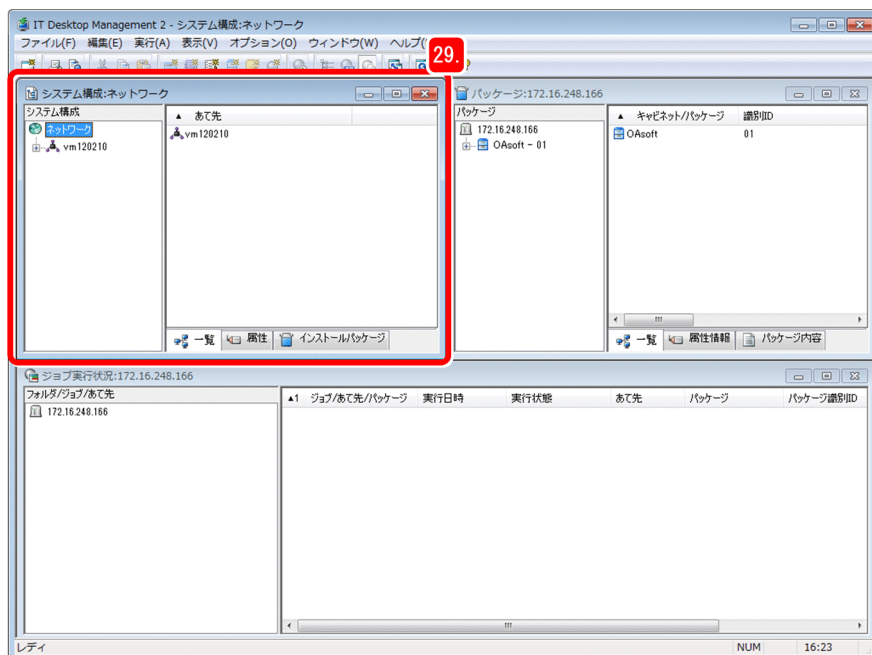 IT Desktop Management 2 - システム構成:ネットワーク
ファイル(F) 編集(E) 実行(A) 表示(V) オプション(O) ウィンドウ(W) ヘルプ(
29.
システム構成:ネットワーク
システム構成
ネットワーク
vm120210
▲ あて先
vm120210
一覧 属性 インストールパッケージ
パッケージ:172.16.248.166
パッケージ
172.16.248.166
OAsoft - 01
▲ キャビネット/パッケージ 識別ID
OAsoft 01
一覧 属性情報 パッケージ内容
ジョブ実行状況:172.16.248.166
フォルダ/ジョブ/あて先
172.16.248.166
▲1 ジョブ/あて先/パッケージ 実行日時 実行状態 あて先 パッケージ パッケージ識別ID
レディ NUM 16:23